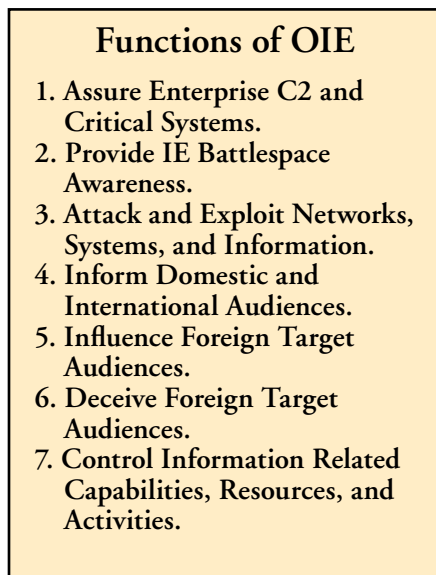 Functions of OIE
1. Assure Enterprise C2 and
Critical Systems.
2. Provide IE Battlespace
Awareness.
3. Attack and Exploit Networks,
Systems, and Information.
4. Inform Domestic and
International Audiences.
5. Influence Foreign Target
Audiences.
6. Deceive Foreign Target
Audiences.
7. Control Information Related
Capabilities, Resources, and
Activities.